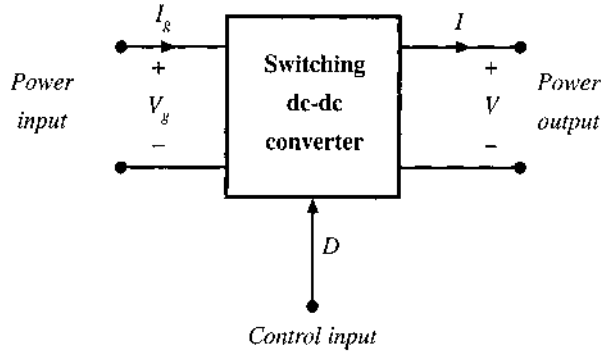 I_g
I
+
+
Power
input
V_g
Switching
dc-dc
converter
V
Power
output
−
−
D
Control input